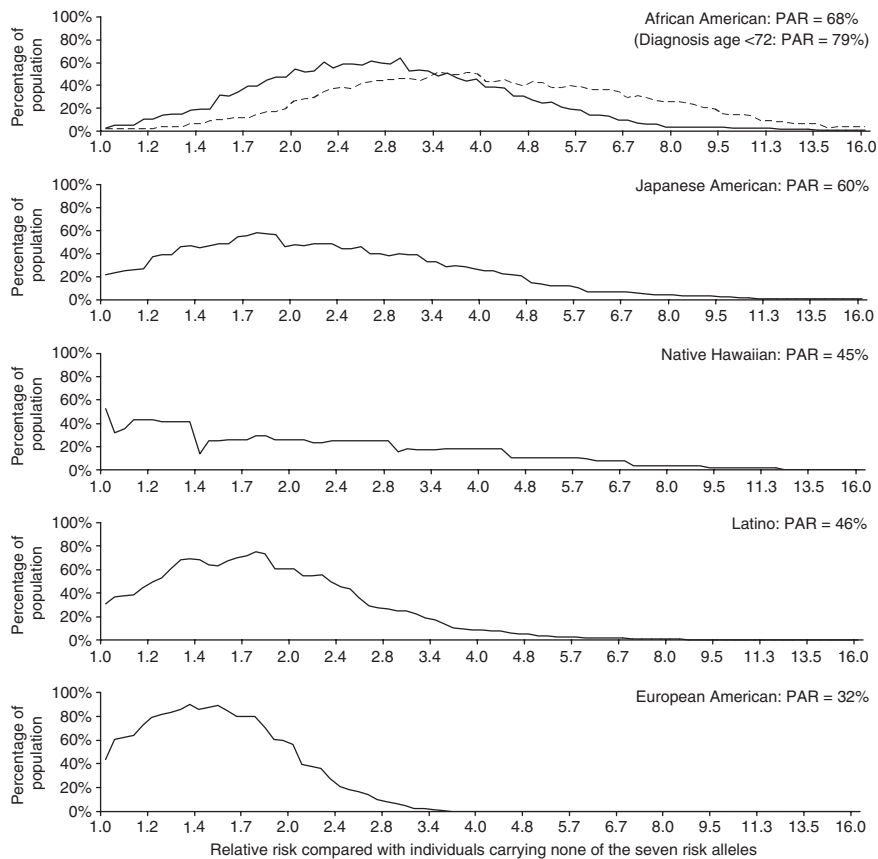 African American: PAR = 68%
(Diagnosis age <72: PAR = 79%)
Percentage of
population
100%
80%
60%
40%
20%
0%
1.0 1.2 1.4 1.7 2.0 2.4 2.8 3.4 4.0 4.8 5.7 6.7 8.0 9.5 11.3 13.5 16.0
Japanese American: PAR = 60%
Percentage of
population
100%
80%
60%
40%
20%
0%
1.0 1.2 1.4 1.7 2.0 2.4 2.8 3.4 4.0 4.8 5.7 6.7 8.0 9.5 11.3 13.5 16.0
Native Hawaiian: PAR = 45%
Percentage of
population
100%
80%
60%
40%
20%
0%
1.0 1.2 1.4 1.7 2.0 2.4 2.8 3.4 4.0 4.8 5.7 6.7 8.0 9.5 11.3 13.5 16.0
Latino: PAR = 46%
Percentage of
population
100%
80%
60%
40%
20%
0%
1.0 1.2 1.4 1.7 2.0 2.4 2.8 3.4 4.0 4.8 5.7 6.7 8.0 9.5 11.3 13.5 16.0
European American: PAR = 32%
Percentage of
population
100%
80%
60%
40%
20%
0%
1.0 1.2 1.4 1.7 2.0 2.4 2.8 3.4 4.0 4.8 5.7 6.7 8.0 9.5 11.3 13.5 16.0
Relative risk compared with individuals carrying none of the seven risk alleles